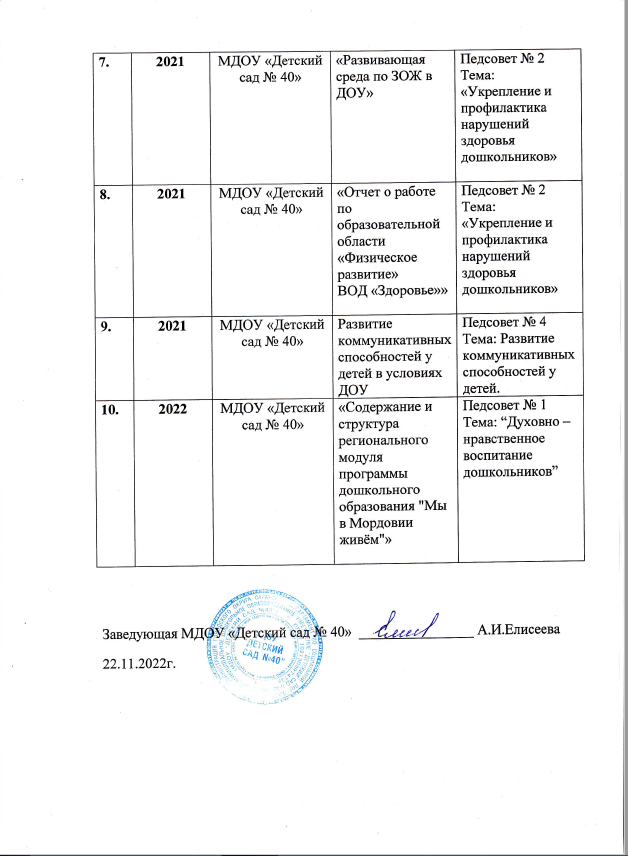 7. 2021 МДОУ «Детский сад № 40» «Развивающая среда по ЗОЖ в ДОУ» Педсовет № 2 Тема: «Укрепление и профилактика нарушений здоровья дошкольников»
8. 2021 МДОУ «Детский сад № 40» «Отчет о работе по образовательной области «Физическое развитие» ВОД «Здоровье»» Педсовет № 2 Тема: «Укрепление и профилактика нарушений здоровья дошкольников»
9. 2021 МДОУ «Детский сад № 40» Развитие коммуникативных способностей у детей в условиях ДОУ Педсовет № 4 Тема: Развитие коммуникативных способностей у детей.
10. 2022 МДОУ «Детский сад № 40» «Содержание и структура регионального модуля программы дошкольного образования "Мы в Мордовии живём"» Педсовет № 1 Тема: “Духовно – нравственное воспитание дошкольников”
Заведующая МДОУ «Детский сад № 40» А.И.Елисеева
22.11.2022г.
ДЕТСКИЙ
САД №40"